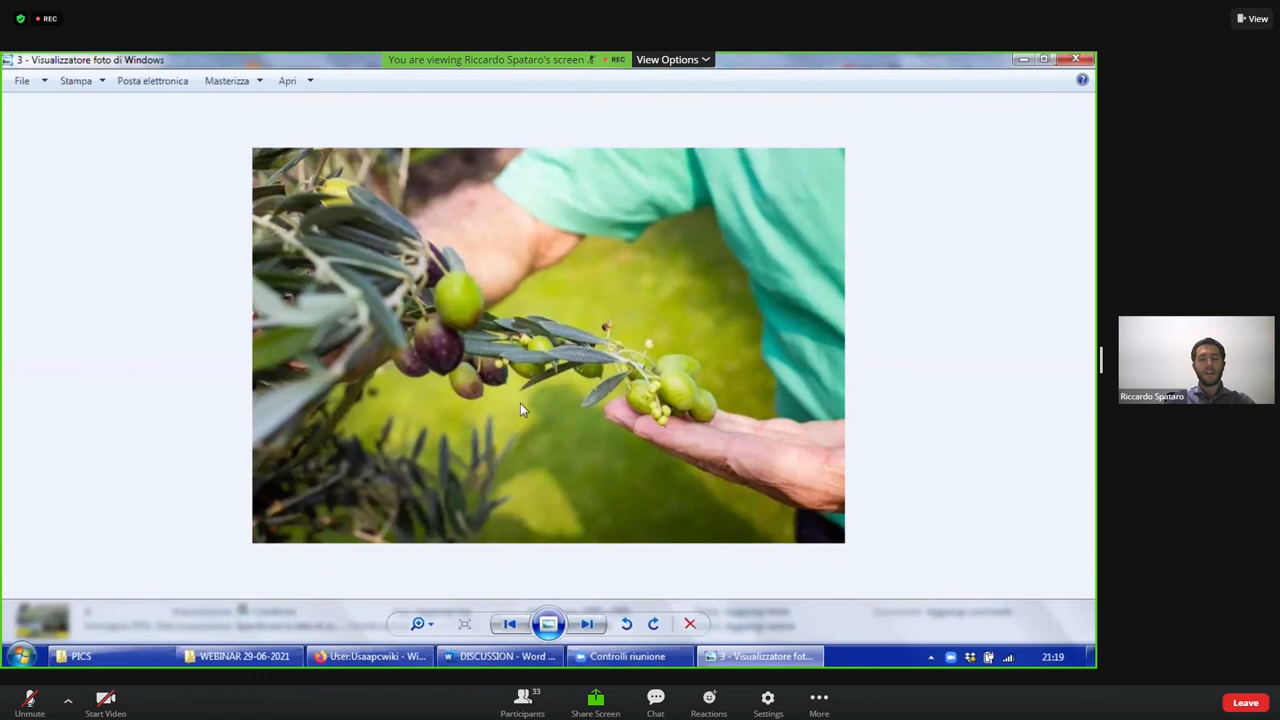 REC
View
3 - Visualizzatore foto di Windows
You are viewing Riccardo Spataro's screen REC View Options
File Stampa Posta elettronica Masterizza Apri
Riccardo Spataro
PICS WEBINAR 29-06-2021 User:Usaapcwiki - Wi... DISCUSSION - Word ... Controlli riunione 3 - Visualizzatore fot... 21:19
33
Unmute Start Video Participants Share Screen Chat Reactions Settings More Leave